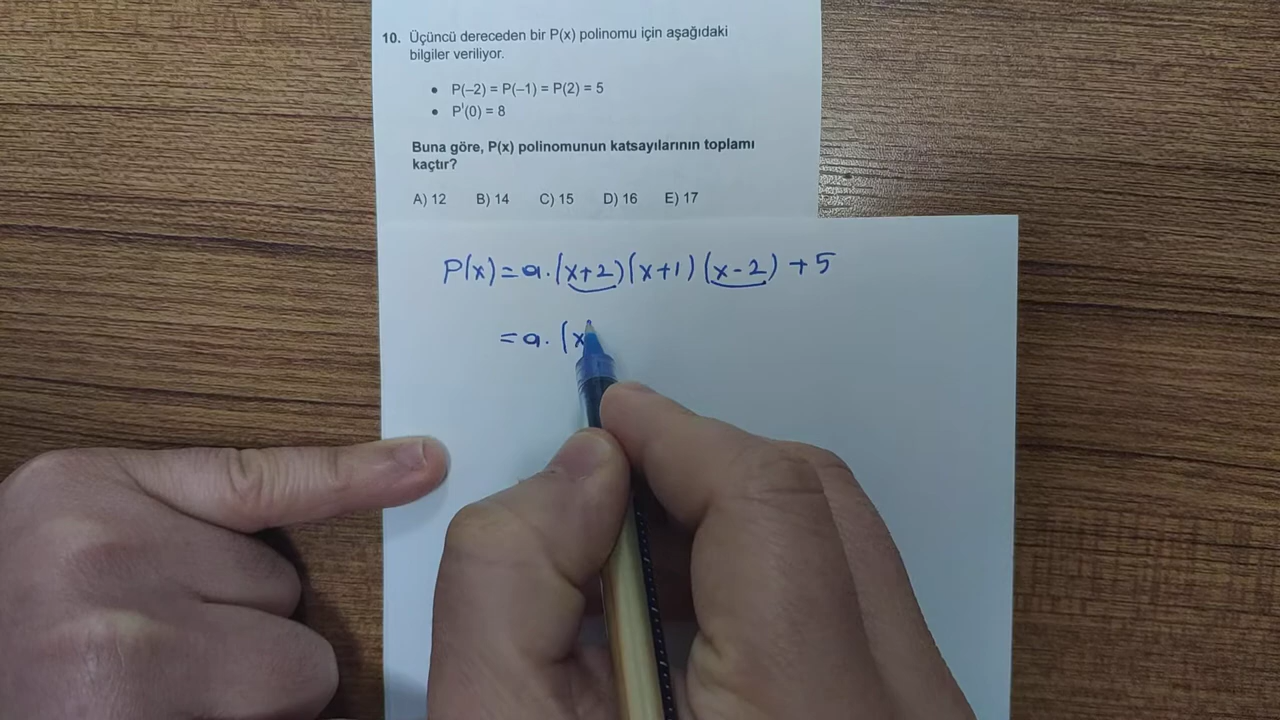 10. Üçüncü dereceden bir P(x) polinomu için aşağıdaki
bilgiler veriliyor.
• P(–2) = P(–1) = P(2) = 5
• P'(0) = 8
Buna göre, P(x) polinomunun katsayılarının toplamı
kaçtır?
A) 12 B) 14 C) 15 D) 16 E) 17
P(x) = a.(x+2)(x+1)(x-2) + 5
= a.(x